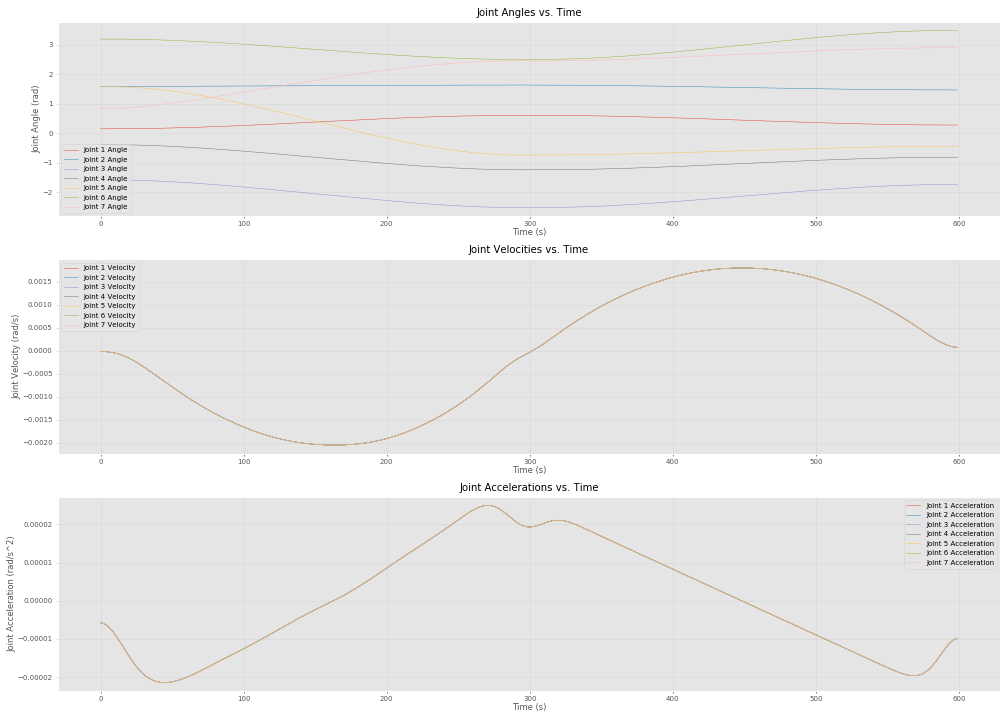 Joint Angles vs. Time
Joint Angle (rad)
3
2
1
0
−1
−2
Joint 1 Angle
Joint 2 Angle
Joint 3 Angle
Joint 4 Angle
Joint 5 Angle
Joint 6 Angle
Joint 7 Angle
0 100 200 300 400 500 600
Time (s)
Joint Velocities vs. Time
Joint Velocity (rad/s)
0.0015
0.0010
0.0005
0.0000
−0.0005
−0.0010
−0.0015
−0.0020
Joint 1 Velocity
Joint 2 Velocity
Joint 3 Velocity
Joint 4 Velocity
Joint 5 Velocity
Joint 6 Velocity
Joint 7 Velocity
0 100 200 300 400 500 600
Time (s)
Joint Accelerations vs. Time
Joint Acceleration (rad/s^2)
0.00002
0.00001
0.00000
−0.00001
−0.00002
Joint 1 Acceleration
Joint 2 Acceleration
Joint 3 Acceleration
Joint 4 Acceleration
Joint 5 Acceleration
Joint 6 Acceleration
Joint 7 Acceleration
0 100 200 300 400 500 600
Time (s)